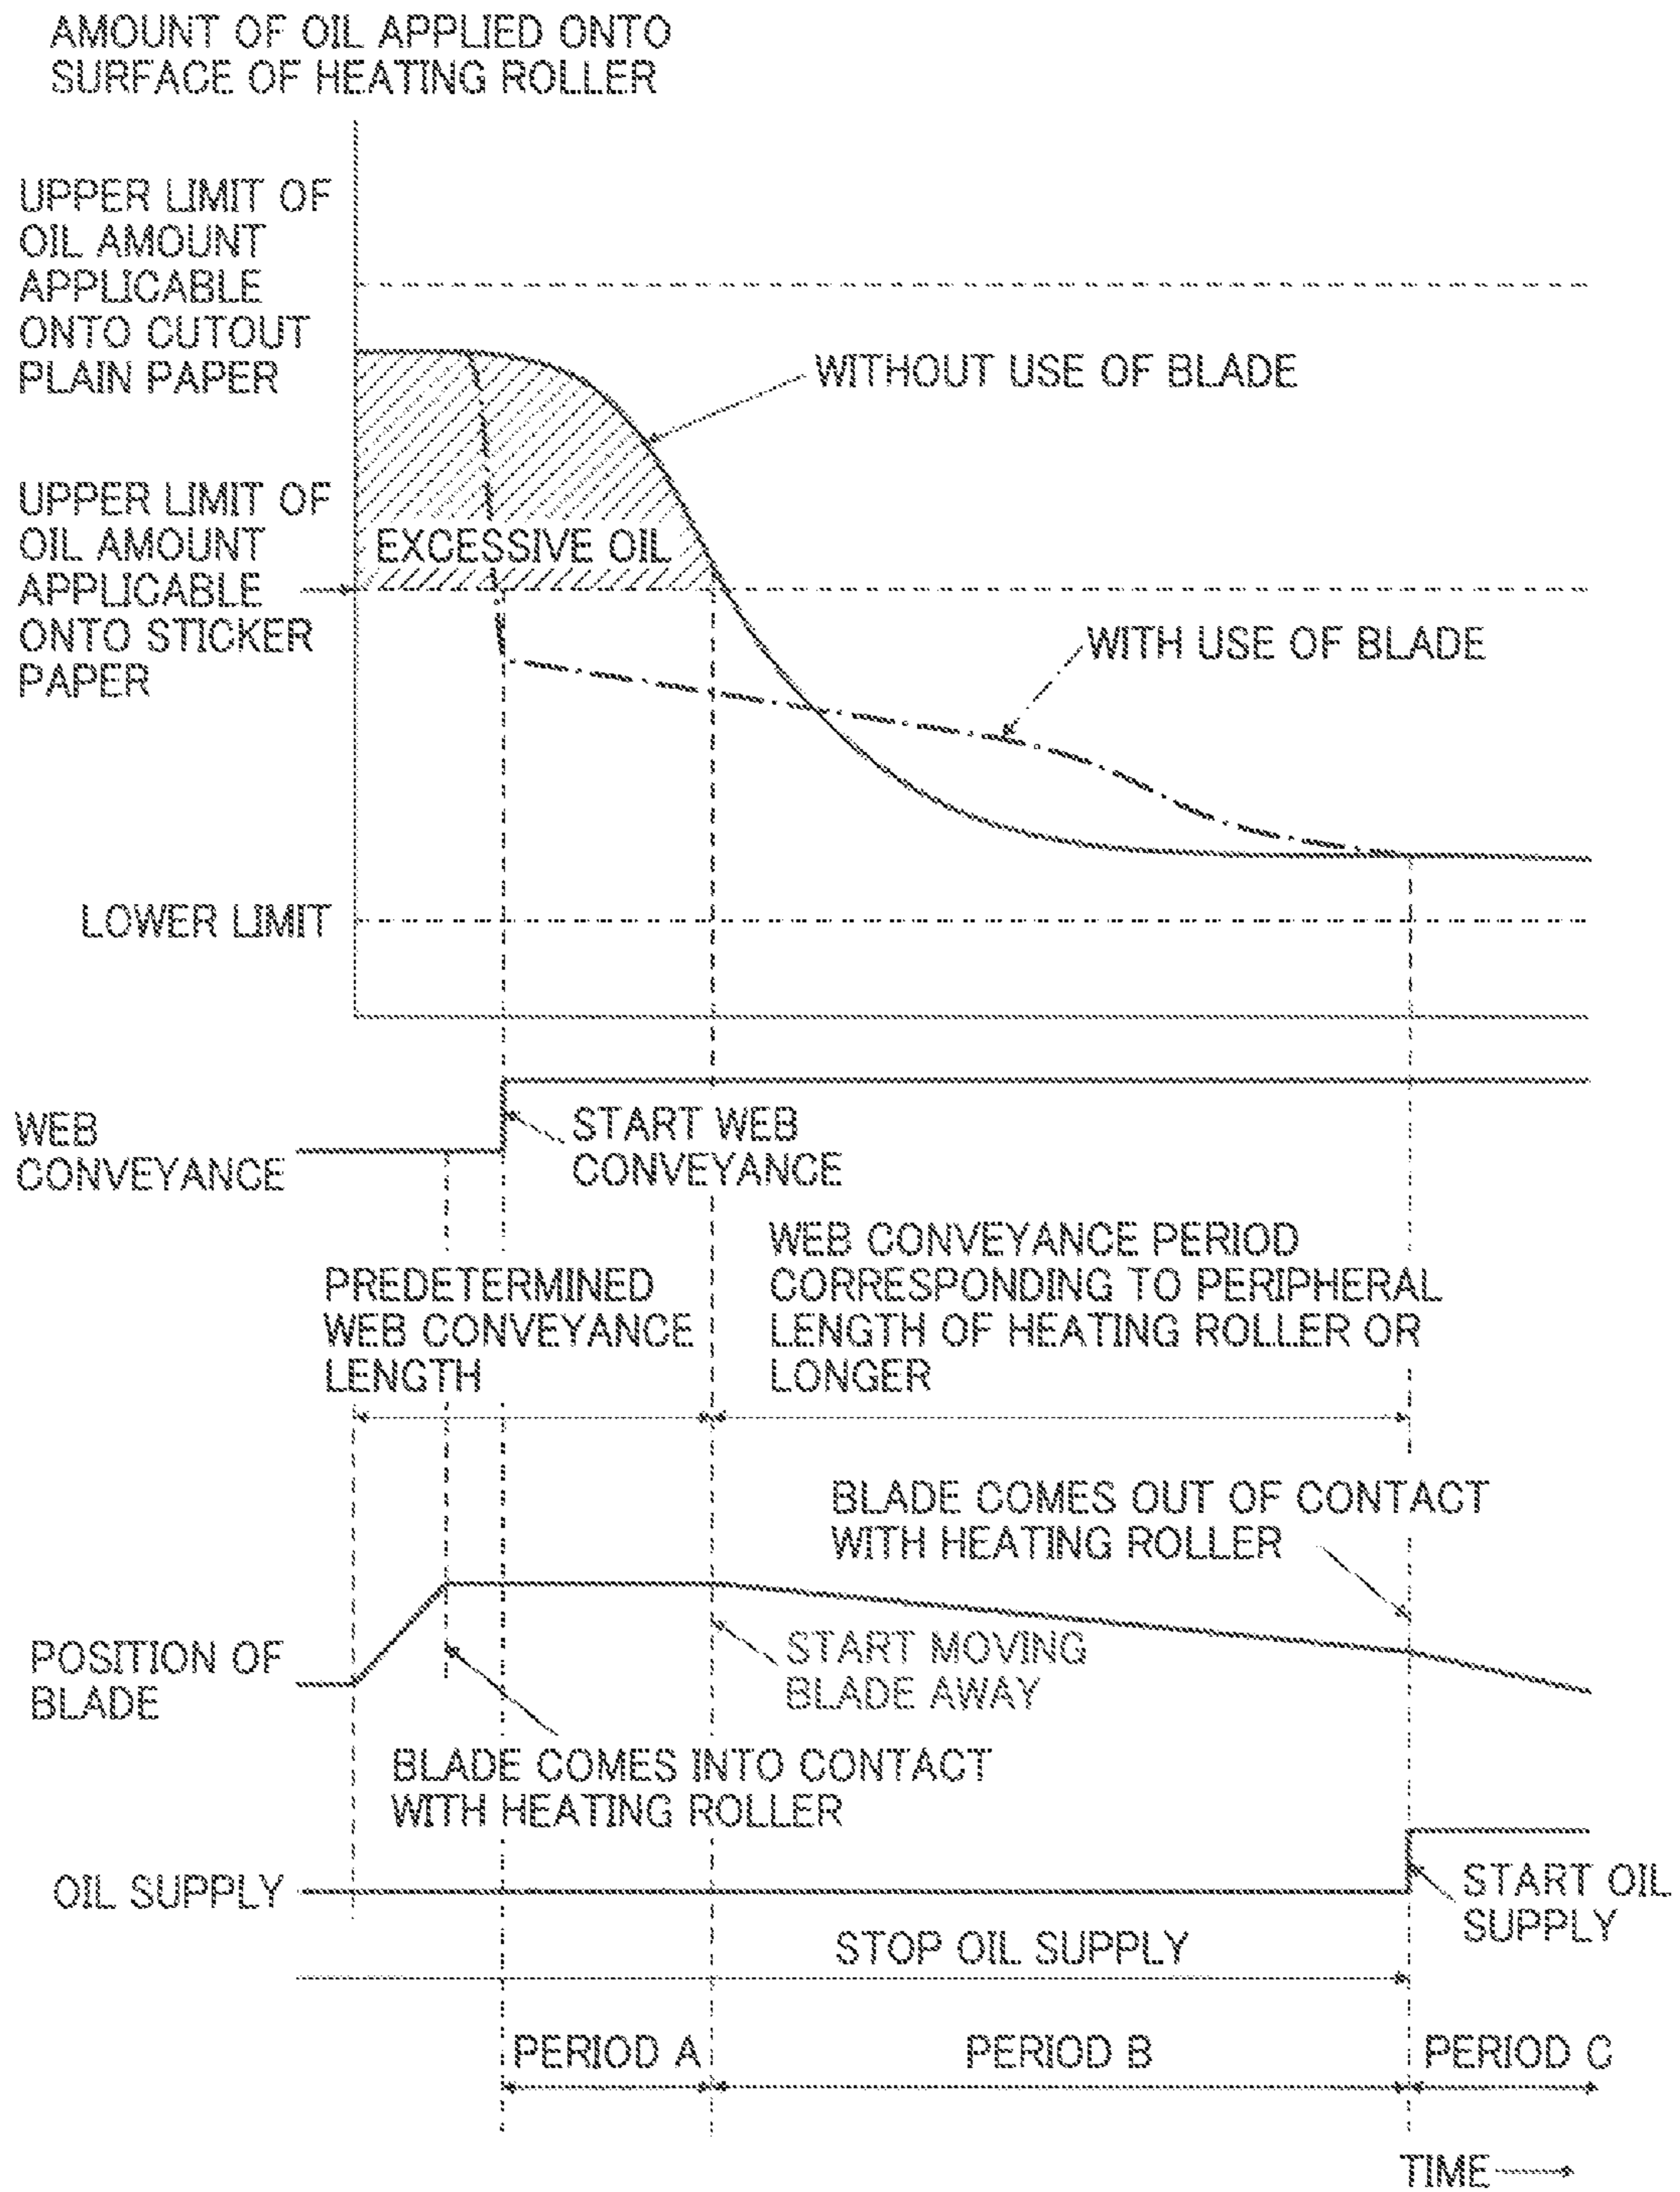 AMOUNT OF OIL APPLIED ONTO
SURFACE OF HEATING ROLLER
UPPER LIMIT OF
OIL AMOUNT
APPLICABLE
ONTO CUTOUT
PLAIN PAPER
WITHOUT USE OF BLADE
UPPER LIMIT OF
OIL AMOUNT
APPLICABLE
ONTO STICKER
PAPER
EXCESSIVE OIL
WITH USE OF BLADE
LOWER LIMIT
WEB
CONVEYANCE
START WEB
CONVEYANCE
PREDETERMINED
WEB CONVEYANCE
LENGTH
WEB CONVEYANCE PERIOD
CORRESPONDING TO PERIPHERAL
LENGTH OF HEATING ROLLER OR
LONGER
BLADE COMES OUT OF CONTACT
WITH HEATING ROLLER
POSITION OF
BLADE
START MOVING
BLADE AWAY
BLADE COMES INTO CONTACT
WITH HEATING ROLLER
OIL SUPPLY
START OIL
SUPPLY
STOP OIL SUPPLY
PERIOD A
PERIOD B
PERIOD C
TIME